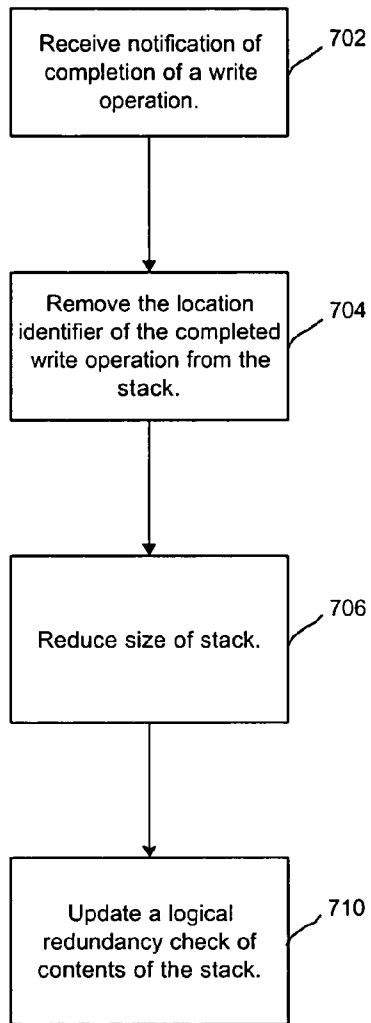 Receive notification of
completion of a write
operation.
702
Remove the location
identifier of the completed
write operation from the
stack.
704
Reduce size of stack.
706
Update a logical
redundancy check of
contents of the stack.
710